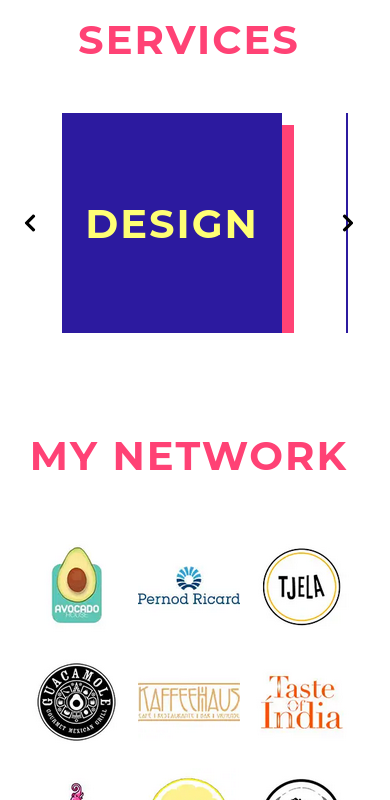 SERVICES
DESIGN
MY NETWORK
AVOCADO
HOUSE
Pernod Ricard
TJELA
GUACAMOLE
GOURMET MEXICAN GRILL
KAFFEEHAUS
CAFÉ | RESTAURANTE | BAR |
Taste
of
India